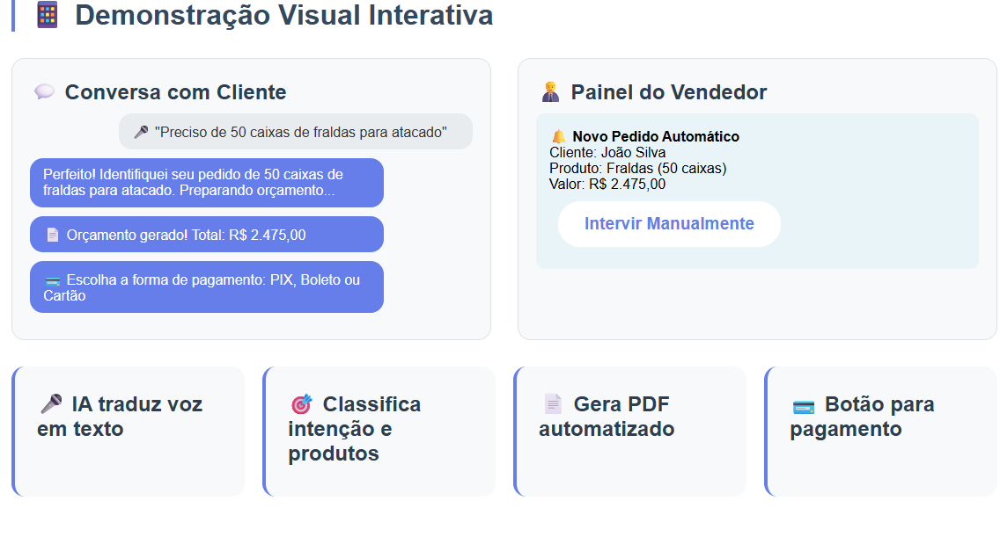 Demonstração Visual Interativa
Conversa com Cliente
"Preciso de 50 caixas de fraldas para atacado"
Perfeito! Identifiquei seu pedido de 50 caixas de
fraldas para atacado. Preparando orçamento...
Orçamento gerado! Total: R$ 2.475,00
Escolha a forma de pagamento: PIX, Boleto ou
Cartão
Painel do Vendedor
Novo Pedido Automático
Cliente: João Silva
Produto: Fraldas (50 caixas)
Valor: R$ 2.475,00
Intervir Manualmente
IA traduz voz
em texto
Classifica
intenção e
produtos
Gera PDF
automatizado
Botão para
pagamento